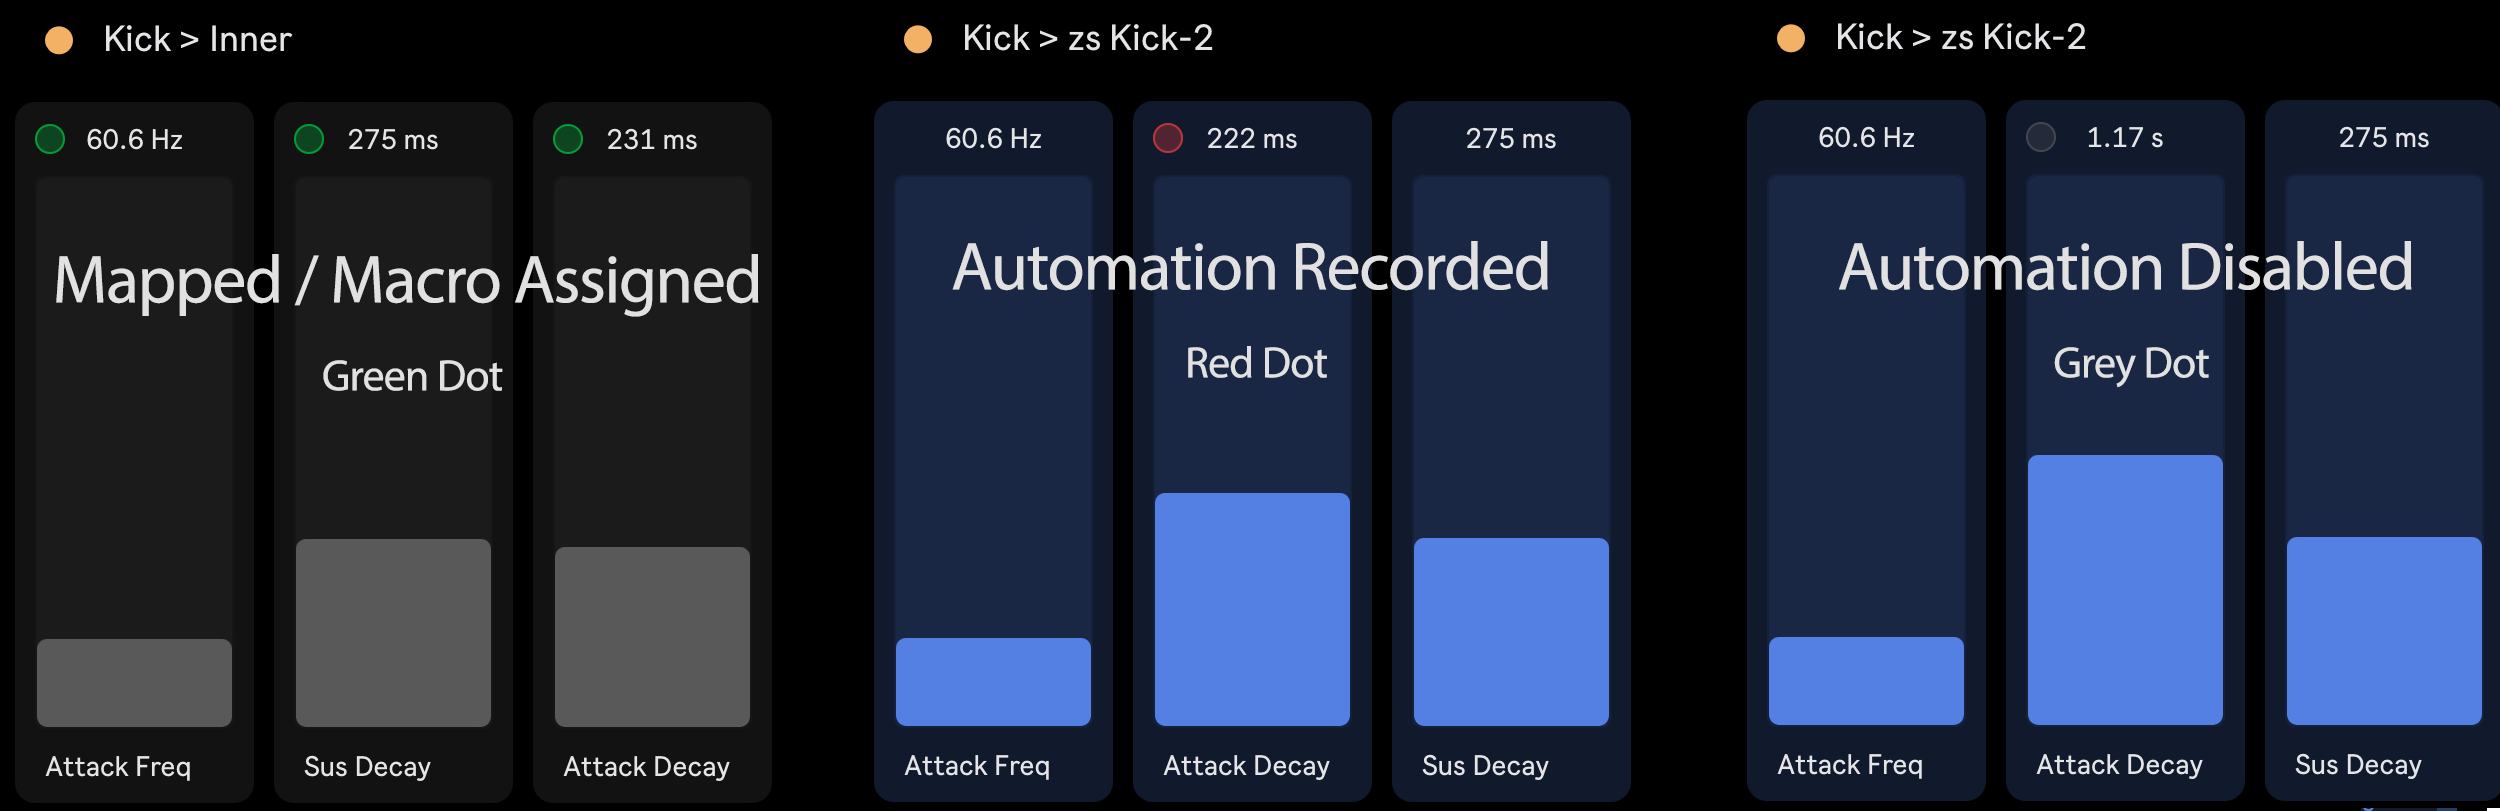 Kick > Inner
60.6 Hz
275 ms
231 ms
Mapped / Macro Assigned
Green Dot
Attack Freq
Sus Decay
Attack Decay
Kick > zs Kick-2
60.6 Hz
222 ms
275 ms
Automation Recorded
Red Dot
Attack Freq
Attack Decay
Sus Decay
Kick > zs Kick-2
60.6 Hz
1.17 s
275 ms
Automation Disabled
Grey Dot
Attack Freq
Attack Decay
Sus Decay